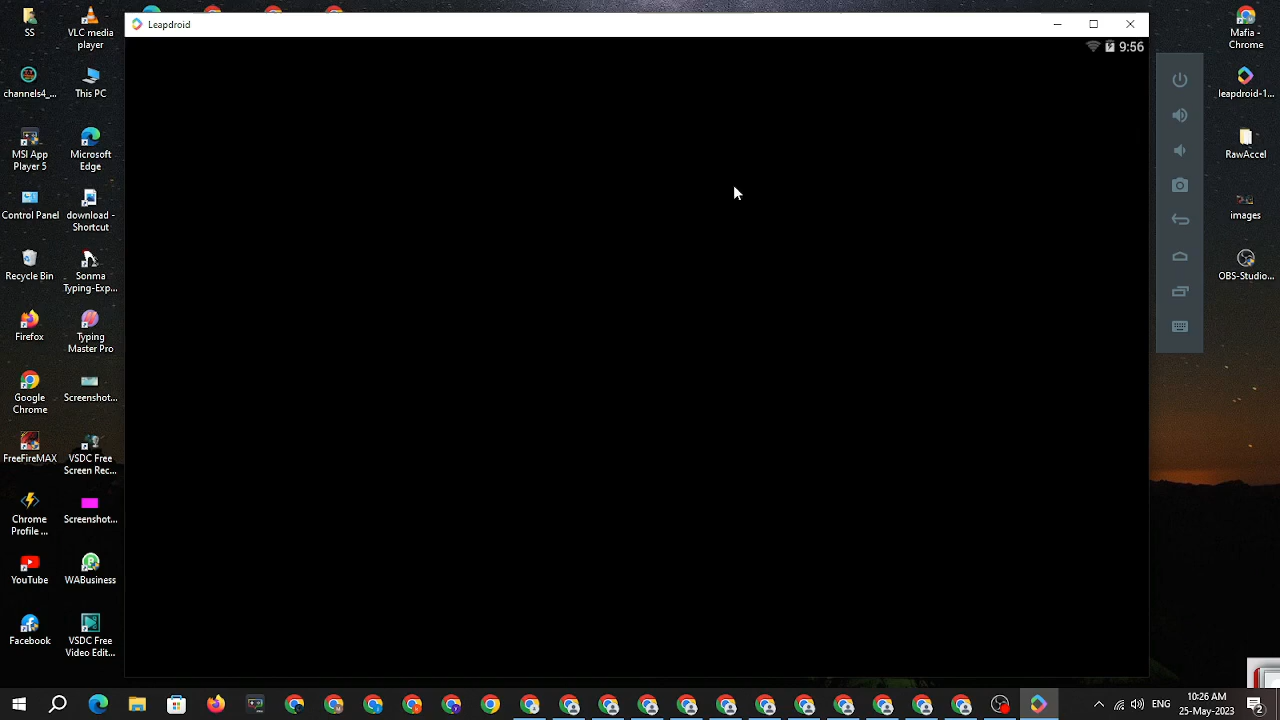 Leapdroid
9:56
SS
VLC media
player
channels4_...
This PC
MSI App
Player 5
Microsoft
Edge
Control Panel
download -
Shortcut
Recycle Bin
Sonma
Typing-Exp...
Firefox
Typing
Master Pro
Google
Chrome
Screenshot...
FreeFireMAX
VSDC Free
Screen Rec...
Chrome
Profile ...
Screenshot...
YouTube
WABusiness
Facebook
VSDC Free
Video Edit...
Mafia -
Chrome
leapdroid-1...
RawAccel
images
OBS-Studio...
ENG
10:26 AM
25-May-2023
2